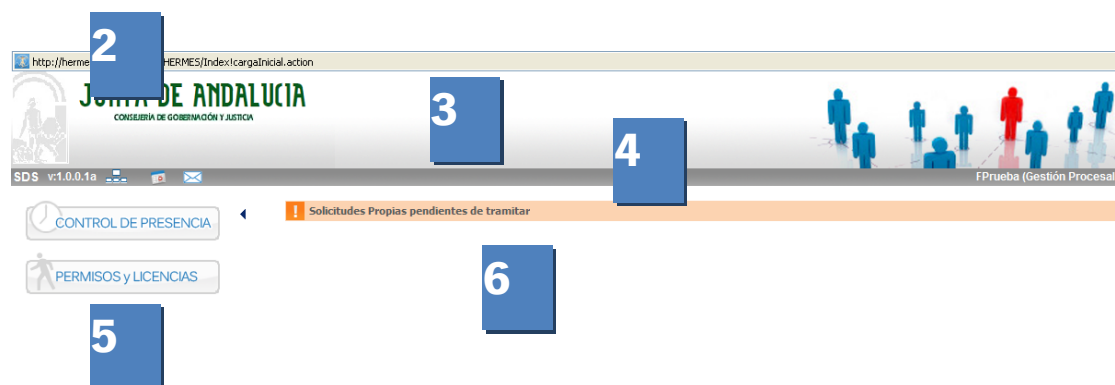 2
http://herme HERMES/Index!cargaInicial.action
JUNTA DE ANDALUCIA
CONSEJERÍA DE GOBERNACIÓN Y JUSTICIA
3
4
SDS v:1.0.0.1a
FPrueba (Gestión Procesal
CONTROL DE PRESENCIA
! Solicitudes Propias pendientes de tramitar
PERMISOS y LICENCIAS
6
5